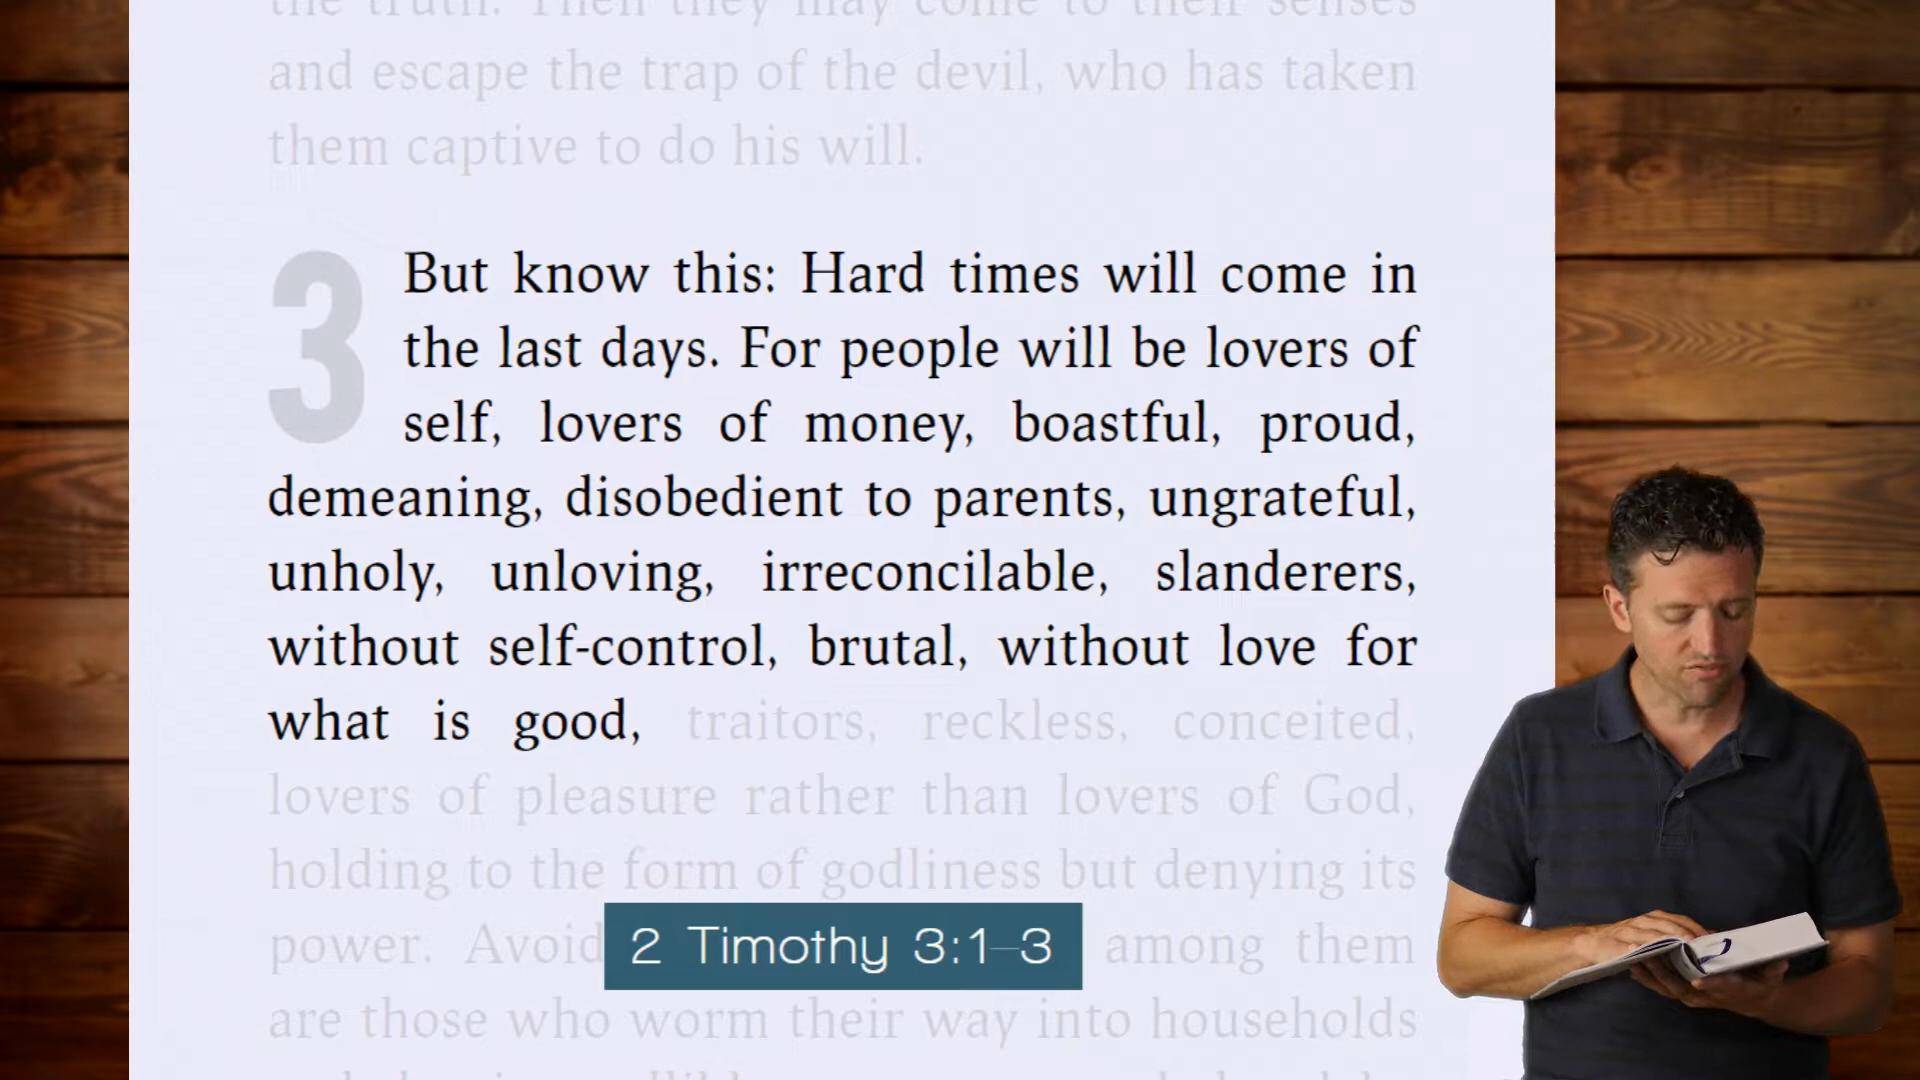 the truth. Then they may come to their senses
and escape the trap of the devil, who has taken
them captive to do his will.
3
But know this: Hard times will come in
the last days. For people will be lovers of
self, lovers of money, boastful, proud,
demeaning, disobedient to parents, ungrateful,
unholy, unloving, irreconcilable, slanderers,
without self-control, brutal, without love for
what is good, traitors, reckless, conceited,
lovers of pleasure rather than lovers of God,
holding to the form of godliness but denying its
power. Avoid among them
2 Timothy 3:1–3
are those who worm their way into households